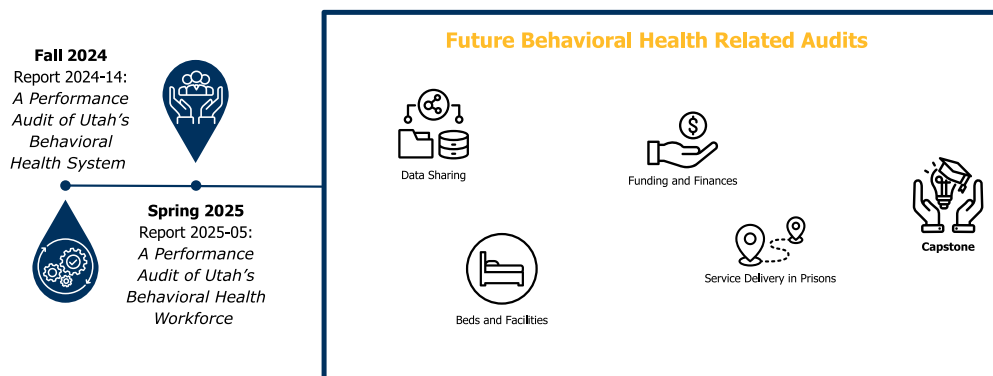 Fall 2024
Report 2024-14:
A Performance
Audit of Utah's
Behavioral
Health System
Spring 2025
Report 2025-05:
A Performance
Audit of Utah's
Behavioral Health
Workforce
Future Behavioral Health Related Audits
Data Sharing
Funding and Finances
Capstone
Beds and Facilities
Service Delivery in Prisons